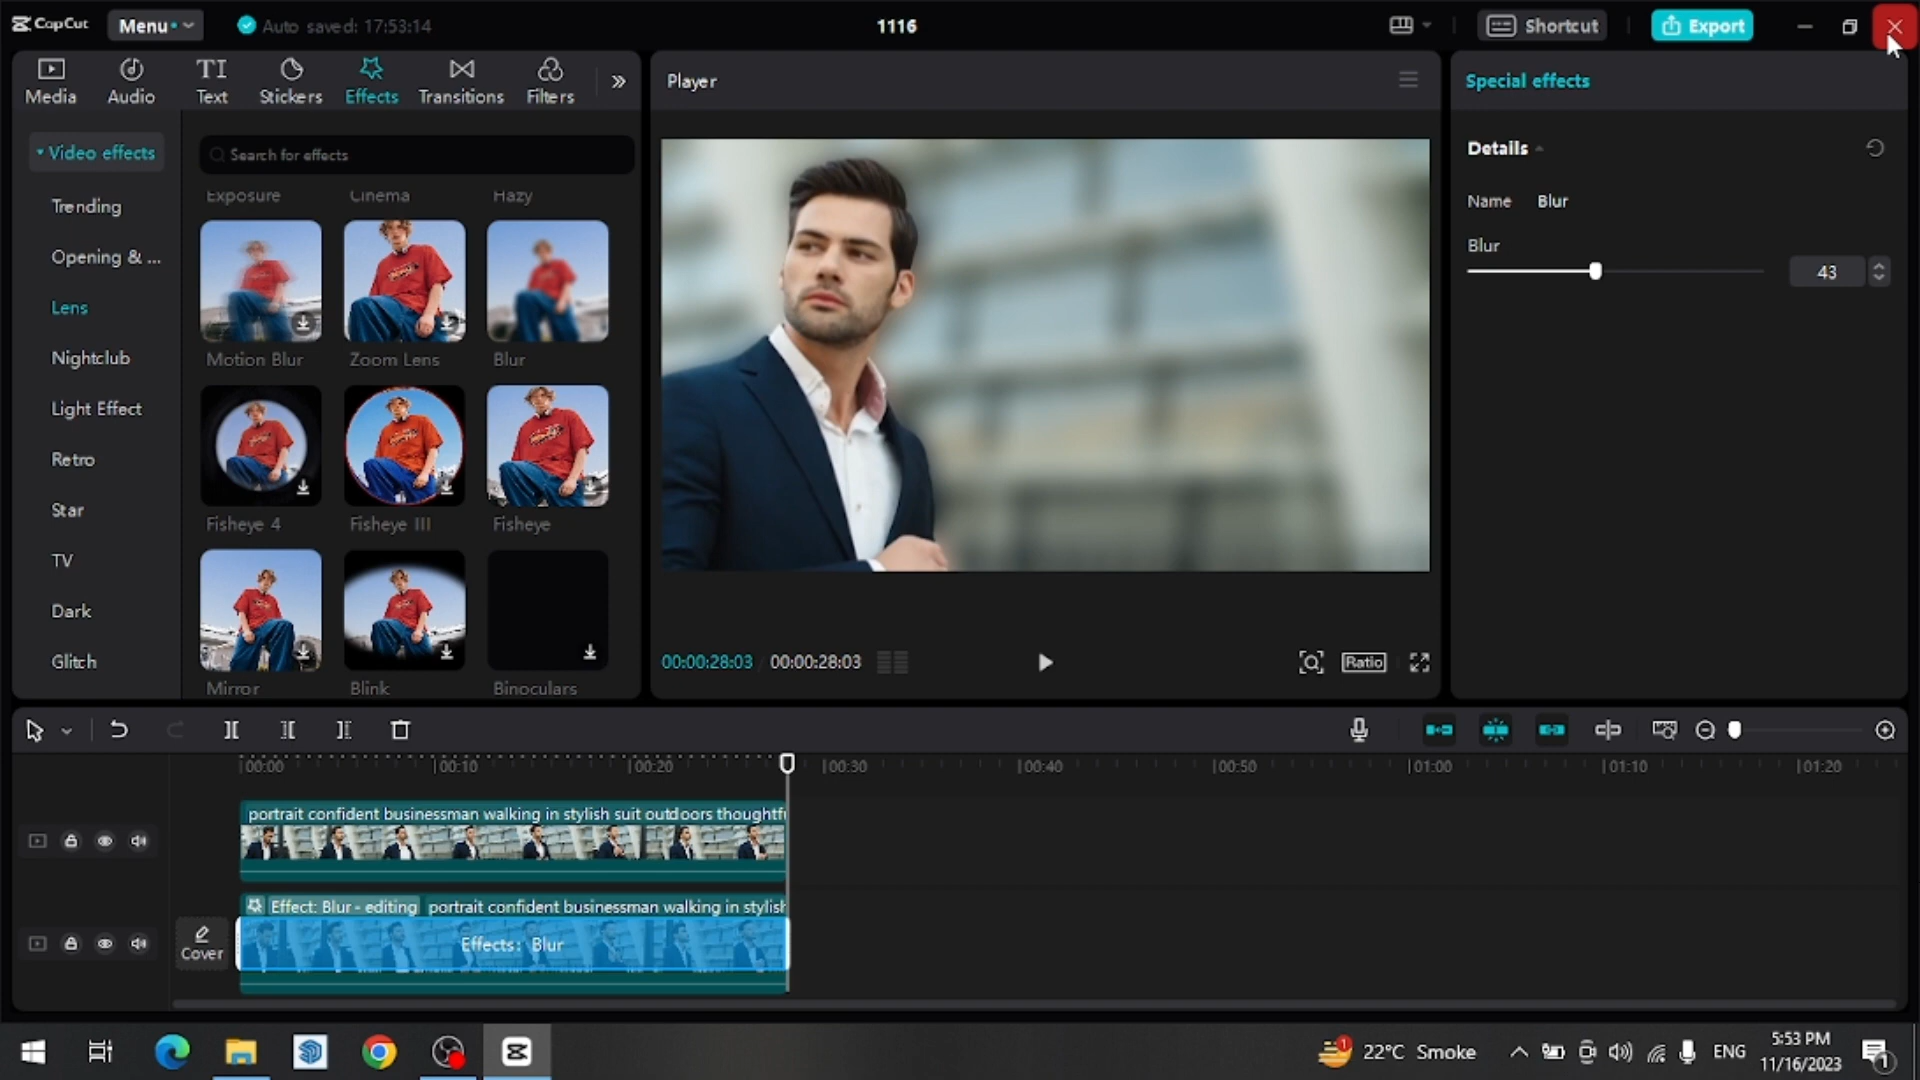 CapCut
Menu
Auto saved: 17:53:14
1116
Shortcut
Export
Media
Audio
TI
Text
Stickers
Effects
Transitions
Filters
Player
Special effects
Video effects
Search for effects
Details
Trending
Exposure
Cinema
Hazy
Name Blur
Opening & ...
Blur
43
Lens
Nightclub
Motion Blur
Zoom Lens
Blur
Light Effect
Retro
Star
Fisheye 4
Fisheye III
Fisheye
TV
Dark
Glitch
Mirror
Blink
Binoculars
00:00:28:03
00:00:28:03
Ratio
00:00
00:10
00:20
00:30
00:40
00:50
01:00
01:10
01:20
portrait confident businessman walking in stylish suit outdoors thoughtf
Effect: Blur - editing
portrait confident businessman walking in stylish
Cover
Effects: Blur
1
22°C Smoke
ENG
5:53 PM
11/16/2023
1